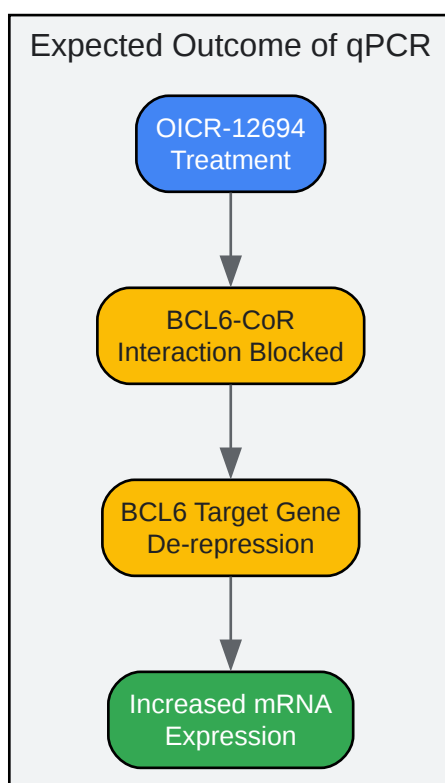 Expected Outcome of qPCR
OICR-12694
Treatment
BCL6-CoR
Interaction Blocked
BCL6 Target Gene
De-repression
Increased mRNA
Expression